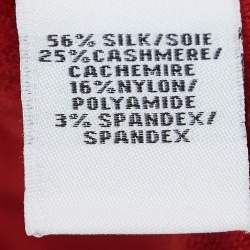 56% SILK/SOIE
25%CASHMERE/
CACHEMIRE
16%NYLON/
POLYAMIDE
3% SPANDEX/
SPANDEX